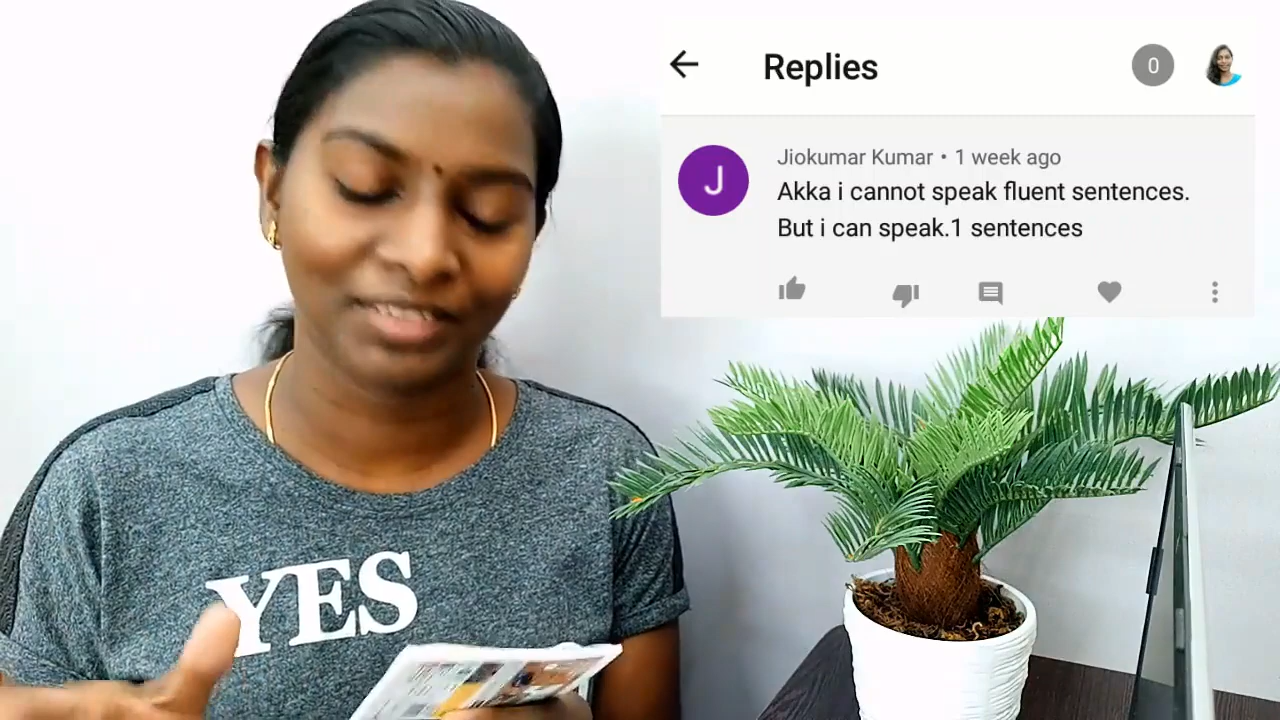 Replies
0
J
Jiokumar Kumar • 1 week ago
Akka i cannot speak fluent sentences.
But i can speak.1 sentences
YES